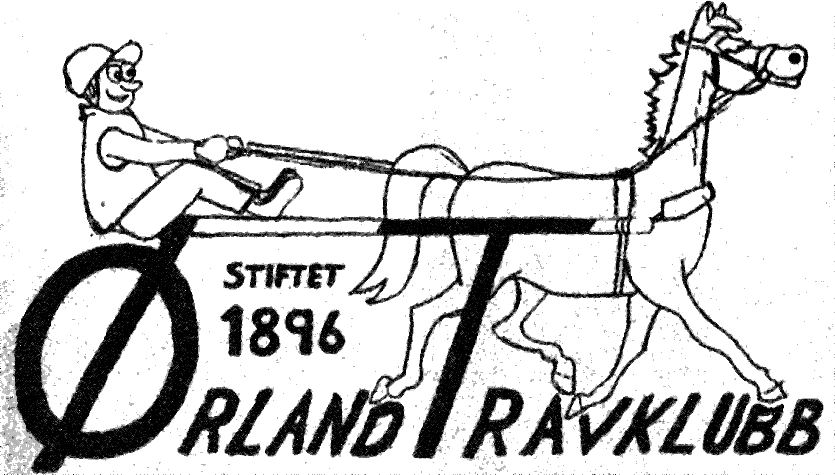 STIFTET
1896
ØRLAND TRAVKLUBB